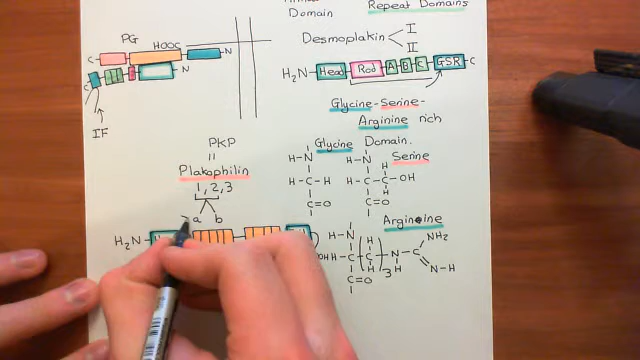 Domain
Repeat Domains
PG
HOOC
C
N
C
N
IF
Desmoplakin
I
II
H₂N
Head
Rod
A
B
C
GSR
C
Glycine-Serine-
Arginine rich
Domain.
PKP
=
Plakophilin
1, 2, 3
a
b
H₂N
Glycine
H-N
H-C-H
C=O
Serine
H-N
H
H-C-C-OH
H
C=O
Arginine
H-N
H
NH₂
OH
H-C
C
N
C
H
3
H
N-H
C=O